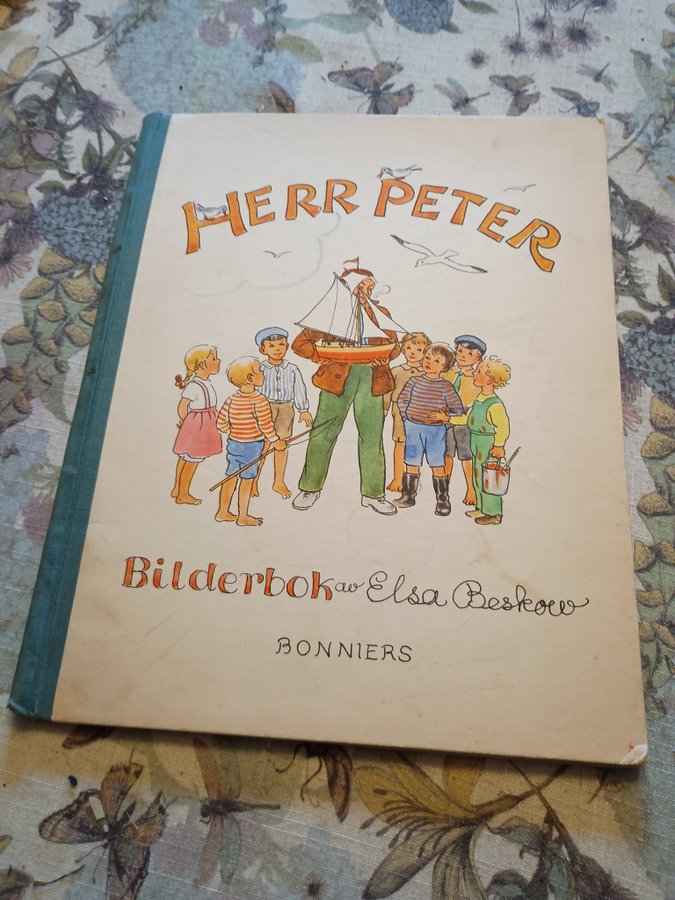 HERR PETER
Bilderbok av Elsa Beskow
BONNIERS